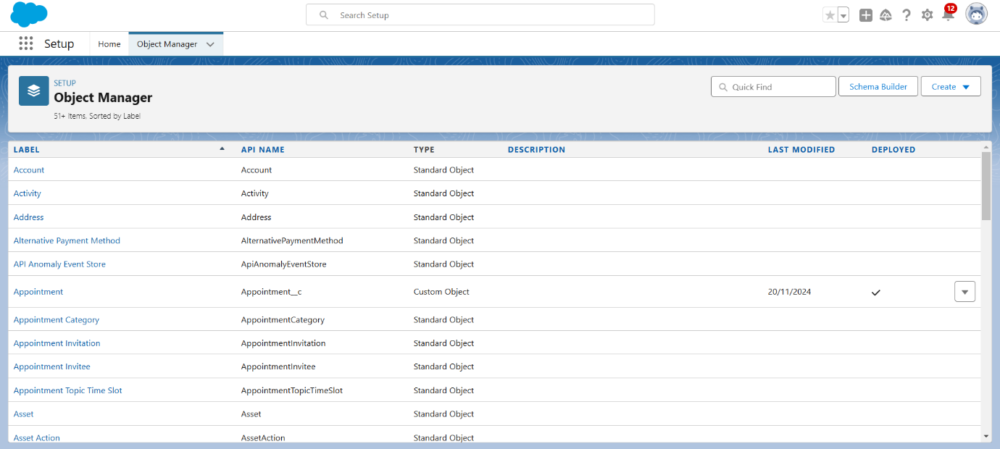 Search Setup
12
Setup
Home
Object Manager
SETUP
Object Manager
51+ Items, Sorted by Label
Quick Find
Schema Builder
Create
LABEL API NAME TYPE DESCRIPTION LAST MODIFIED DEPLOYED
Account Account Standard Object
Activity Activity Standard Object
Address Address Standard Object
Alternative Payment Method AlternativePaymentMethod Standard Object
API Anomaly Event Store ApiAnomalyEventStore Standard Object
Appointment Appointment__c Custom Object 20/11/2024
Appointment Category AppointmentCategory Standard Object
Appointment Invitation AppointmentInvitation Standard Object
Appointment Invitee AppointmentInvitee Standard Object
Appointment Topic Time Slot AppointmentTopicTimeSlot Standard Object
Asset Asset Standard Object
Asset Action AssetAction Standard Object